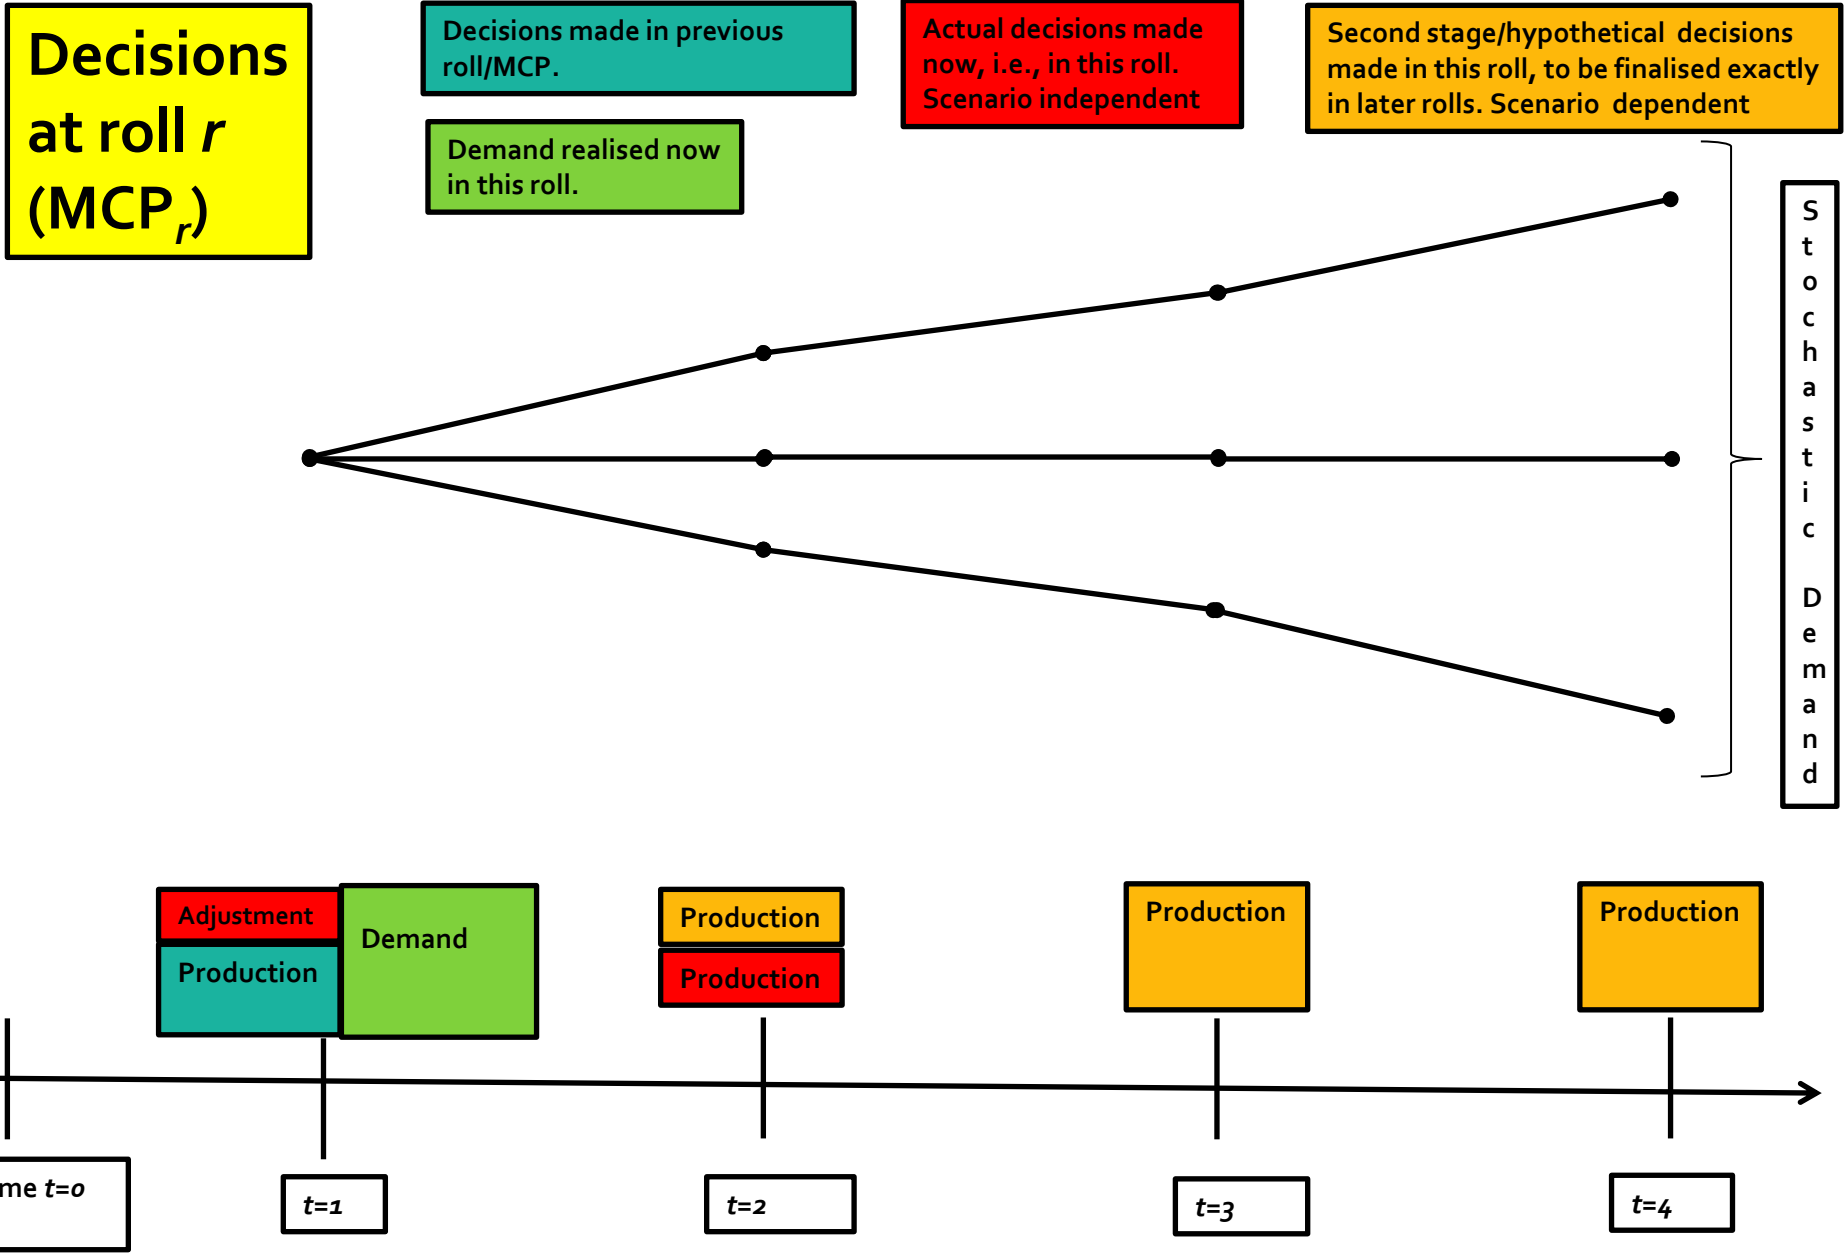 Decisions
at roll r
(MCPr)
Decisions made in previous
roll/MCP.
Demand realised now
in this roll.
Actual decisions made
now, i.e., in this roll.
Scenario independent
Second stage/hypothetical decisions
made in this roll, to be finalised exactly
in later rolls. Scenario dependent
Stochastic Demand
Adjustment
Production
Demand
Production
Production
Production
Production
me t=0
t=1
t=2
t=3
t=4